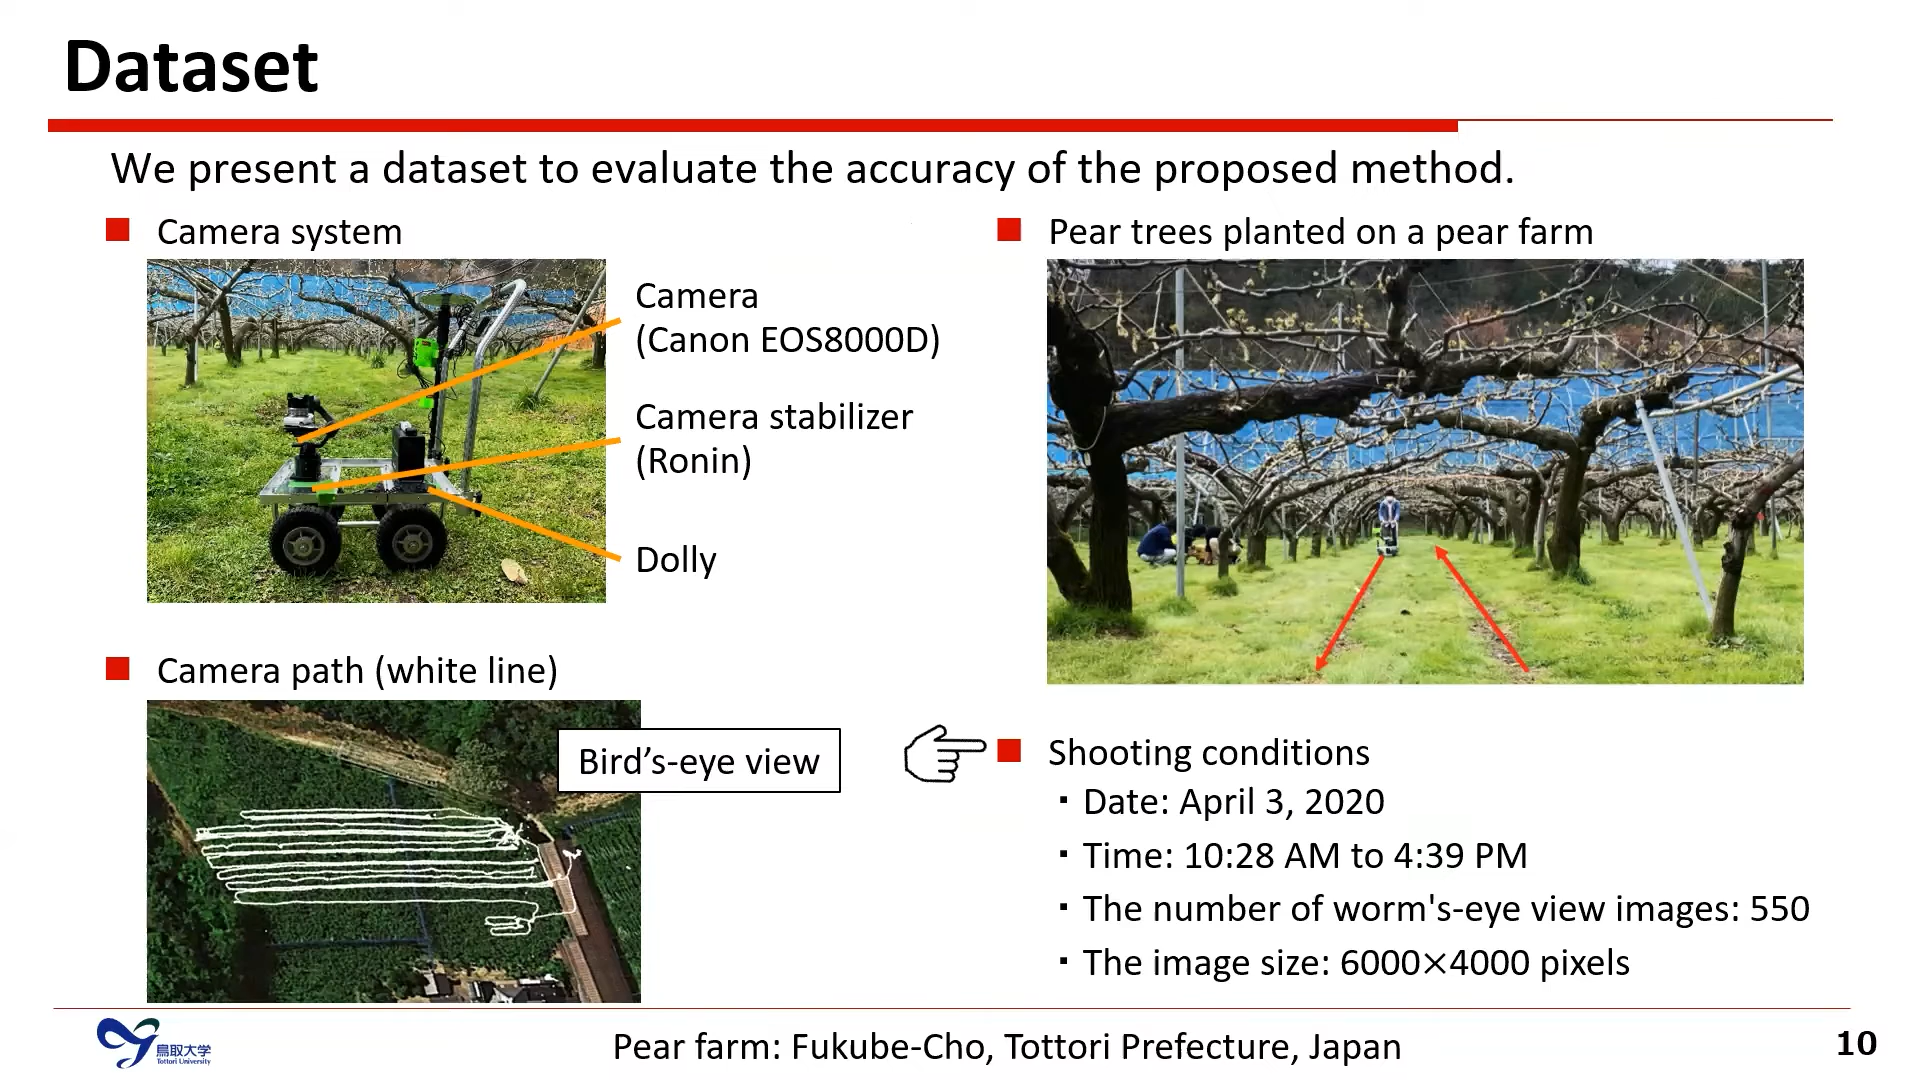 Dataset
We present a dataset to evaluate the accuracy of the proposed method.
Camera system
Camera
(Canon EOS8000D)
Camera stabilizer
(Ronin)
Dolly
Camera path (white line)
Bird’s-eye view
Pear trees planted on a pear farm
Shooting conditions
・Date: April 3, 2020
・Time: 10:28 AM to 4:39 PM
・The number of worm's-eye view images: 550
・The image size: 6000×4000 pixels
鳥取大学
Tottori University
Pear farm: Fukube-Cho, Tottori Prefecture, Japan
10